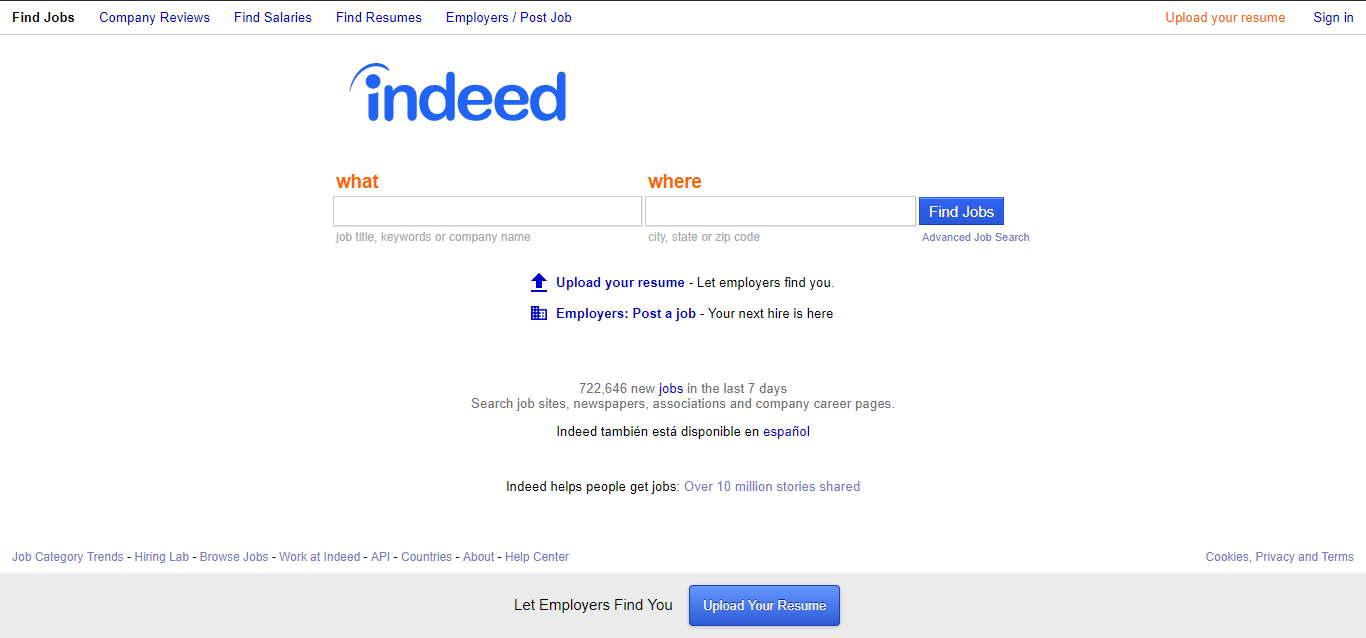 Find Jobs Company Reviews Find Salaries Find Resumes Employers / Post Job Upload your resume Sign in
indeed
what where
Find Jobs
job title, keywords or company name city, state or zip code Advanced Job Search
Upload your resume - Let employers find you.
Employers: Post a job - Your next hire is here
722,646 new jobs in the last 7 days
Search job sites, newspapers, associations and company career pages.
Indeed también está disponible en español
Indeed helps people get jobs: Over 10 million stories shared
Job Category Trends - Hiring Lab - Browse Jobs - Work at Indeed - API - Countries - About - Help Center Cookies, Privacy and Terms
Let Employers Find You Upload Your Resume